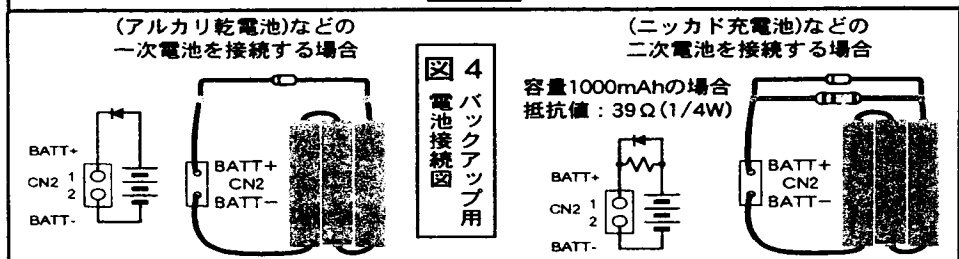 (アルカリ乾電池)などの
一次電池を接続する場合
BATT+
CN2 1
2
BATT-
BATT+
CN2
BATT-
図4
バックアップ用
電池接続図
(ニッカド充電池)などの
二次電池を接続する場合
容量1000mAhの場合
抵抗値:39Ω(1/4W)
BATT+
CN2 1
2
BATT-
BATT+
CN2
BATT-